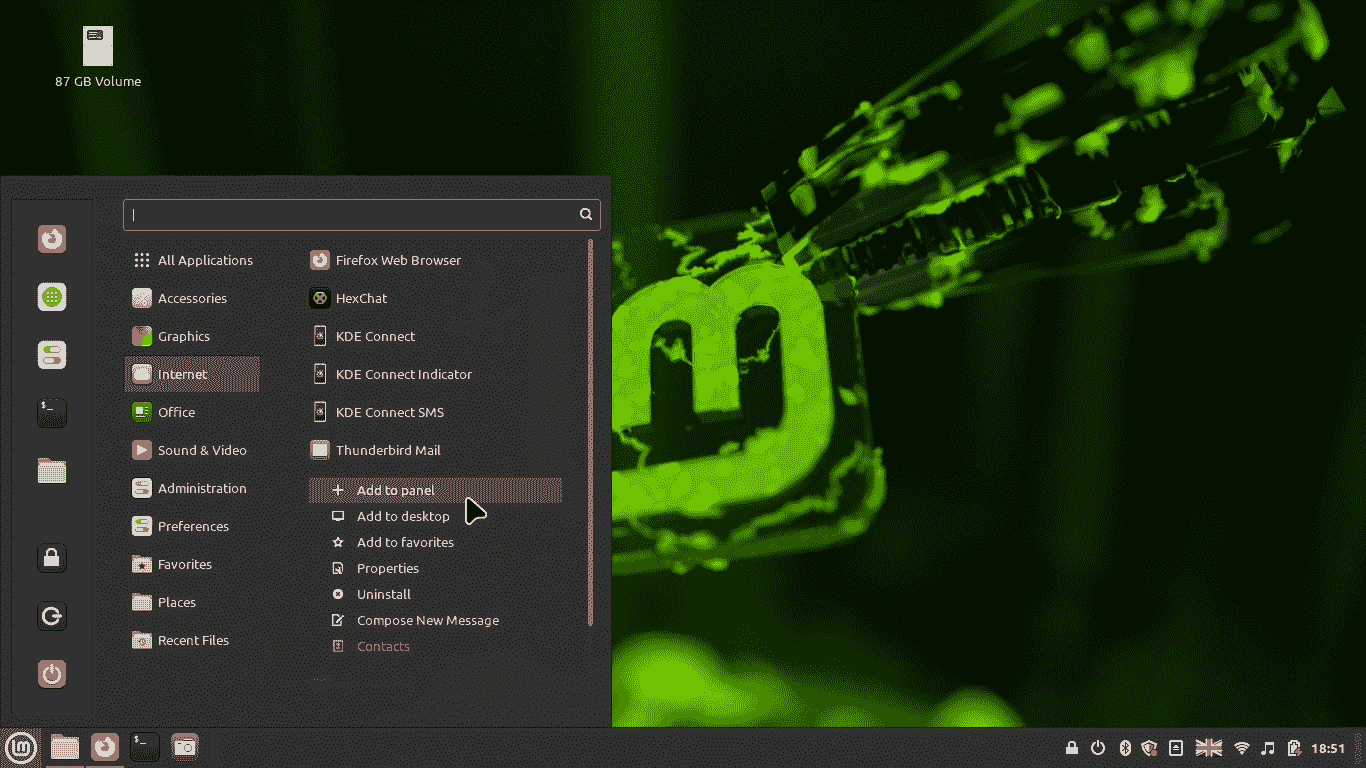 87 GB Volume
All Applications
Accessories
Graphics
Internet
Office
Sound & Video
Administration
Preferences
Favorites
Places
Recent Files
Firefox Web Browser
HexChat
KDE Connect
KDE Connect Indicator
KDE Connect SMS
Thunderbird Mail
Add to panel
Add to desktop
Add to favorites
Properties
Uninstall
Compose New Message
Contacts
$_
$_
18:51